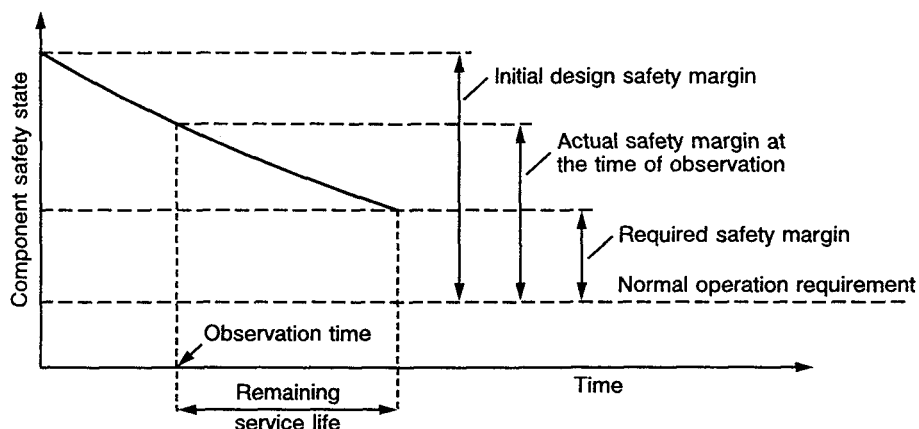 Component safety state
Initial design safety margin
Actual safety margin at
the time of observation
Required safety margin
Normal operation requirement
Observation time
Time
Remaining
service life